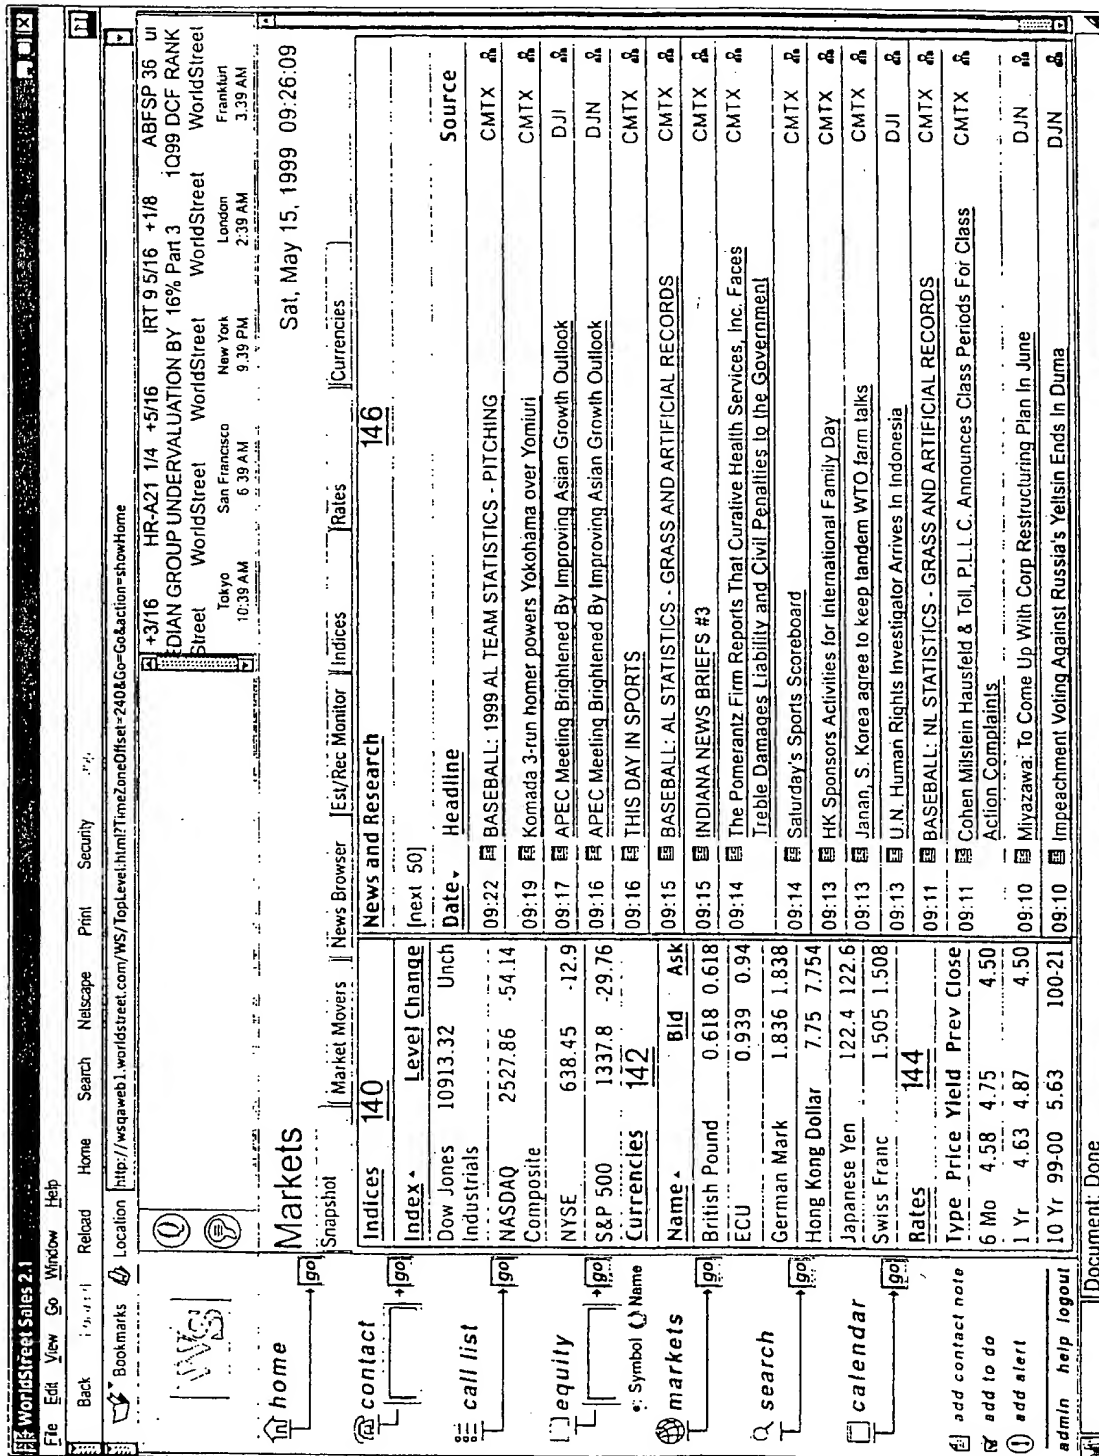 WorldStreet Sales 2.1
File Edit View Go Window Help
Back Reload Home Search Netscape Print Security
Bookmarks Location http://wsqaweb1.worldstreet.com/WS/TopLevel.html?TimeZoneOffset=240&Go=Go&action=showHome
+3/16 HR-A21 1/4 +5/16 IRT 9 5/16 +1/8 ABFSP 36 ui
EDIAN GROUP UNDERVALUATION BY 16% Part 3 1Q99 DCF RANK
Street WorldStreet WorldStreet WorldStreet WorldStreet
Tokyo San Francisco New York London Frankfurt
10:39 AM 6 39 AM 9.39 PM 2:39 AM 3.39 AM
WS
home
go
contact
go
call list
go
equity
go
Symbol Name
markets
go
search
go
calendar
go
add contact note
add to do
add alert
admin help logout
Markets
Sat, May 15, 1999 09:26:09
Snapshot Market Movers News Browser Est/Rec Monitor Indices Rates Currencies
Indices 140
Index Level Change
Dow Jones Industrials 10913.32 Unch
NASDAQ Composite 2527.86 -54.14
NYSE 638.45 -12.9
S&P 500 1337.8 -29.76
Currencies 142
Name Bid Ask
British Pound 0.618 0.618
ECU 0.939 0.94
German Mark 1.836 1.838
Hong Kong Dollar 7.75 7.754
Japanese Yen 122.4 122.6
Swiss Franc 1.505 1.508
Rates 144
Type Price Yield Prev Close
6 Mo 4.58 4.75 4.50
1 Yr 4.63 4.87 4.50
10 Yr 99-00 5.63 100-21
News and Research 146
[next 50]
Date Headline Source
09:22 BASEBALL: 1999 AL TEAM STATISTICS - PITCHING CMTX
09:19 Komada 3-run homer powers Yokohama over Yomiuri CMTX
09:17 APEC Meeting Brightened By Improving Asian Growth Outlook DJI
09:16 APEC Meeting Brightened By Improving Asian Growth Outlook DJN
09:16 THIS DAY IN SPORTS CMTX
09:15 BASEBALL: AL STATISTICS - GRASS AND ARTIFICIAL RECORDS CMTX
09:15 INDIANA NEWS BRIEFS #3 CMTX
09:14 The Pomerantz Firm Reports That Curative Health Services, Inc. Faces CMTX
Treble Damages Liability and Civil Penalties to the Government
09:14 Saturday's Sports Scoreboard CMTX
09:13 HK Sponsors Activities for International Family Day CMTX
09:13 Janan, S. Korea agree to keep tandem WTO farm talks CMTX
09:13 U.N. Human Rights Investigator Arrives In Indonesia DJI
09:11 BASEBALL: NL STATISTICS - GRASS AND ARTIFICIAL RECORDS CMTX
09:11 Cohen Milstein Hausfeld & Toll, P.L.L.C. Announces Class Periods For Class CMTX
Action Complaints
09:10 Miyazawa: To Come Up With Corp Restructuring Plan In June DJN
09:10 Impeachment Voting Against Russia's Yeltsin Ends In Duma DJN
Document: Done